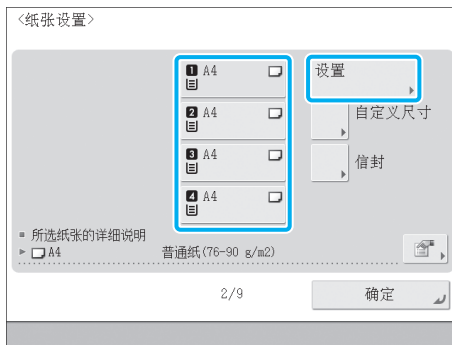 <纸张设置>
1 A4
设置
2 A4
自定义尺寸
3 A4
信封
4 A4
所选纸张的详细说明
A4 普通纸(76-90 g/m2)
2/9
确定